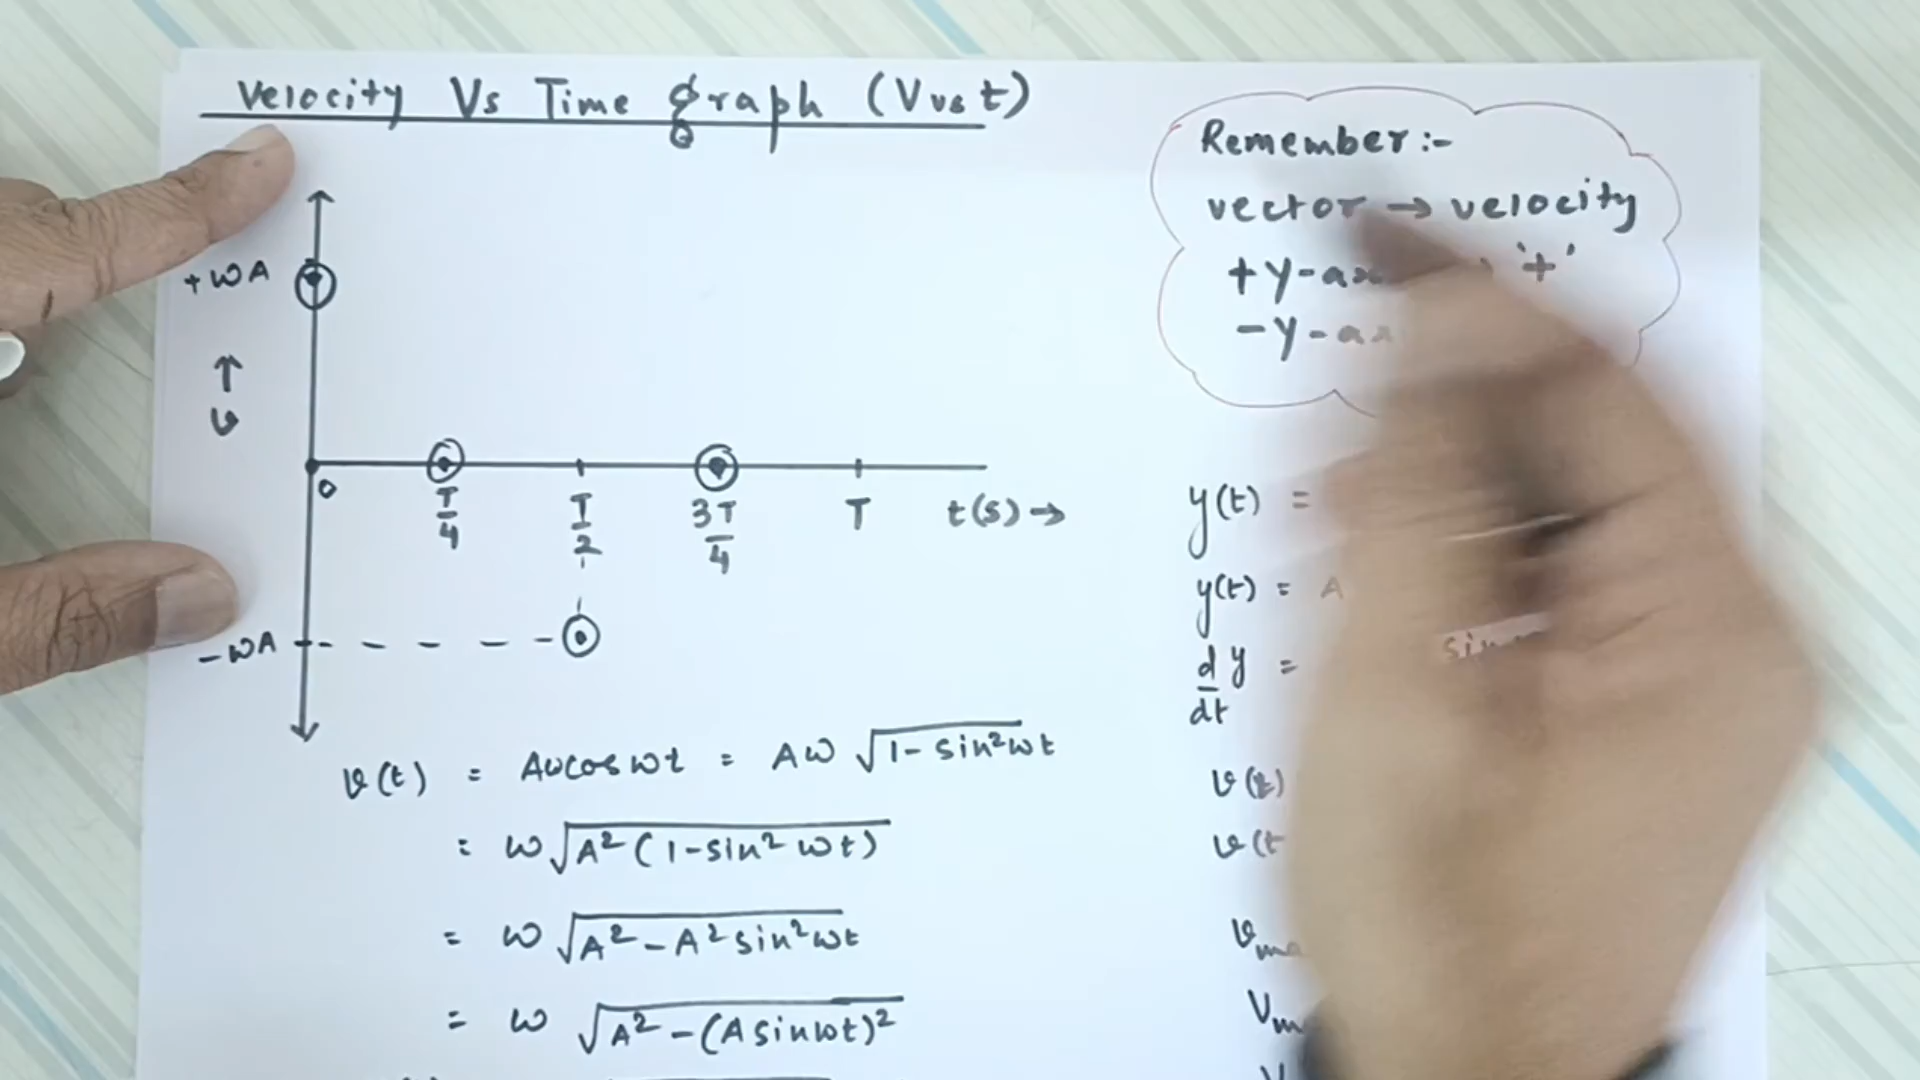 Velocity Vs Time graph (V vs t)
+ωA
↑
v
0
T/4
T/2
3T/4
T
t(s) →
-ωA
v(t) = Aωcosωt = Aω √1-sin²ωt
= ω√A²(1-sin²ωt)
= ω √A²-A²sin²ωt
= ω √A²-(Asinωt)²
Remember:-
vector → velocity
+y- '+'
-y-
y(t) =
y(t) = A
d/dt y =
v(t)